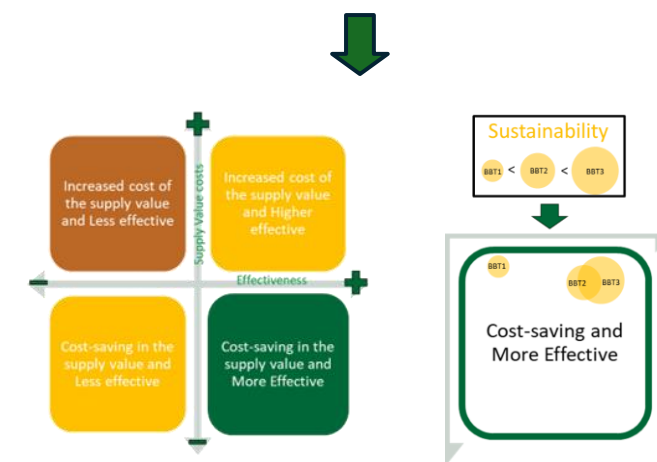 Increased cost of
the supply value
and Less effective
Increased cost of
the supply value
and Higher
effective
Supply Value costs
Effectiveness
Cost-saving in the
supply value and
Less effective
Cost-saving in the
supply value and
More Effective
Sustainability
BBT1 < BBT2 < BBT3
BBT1
BBT2 BBT3
Cost-saving and
More Effective